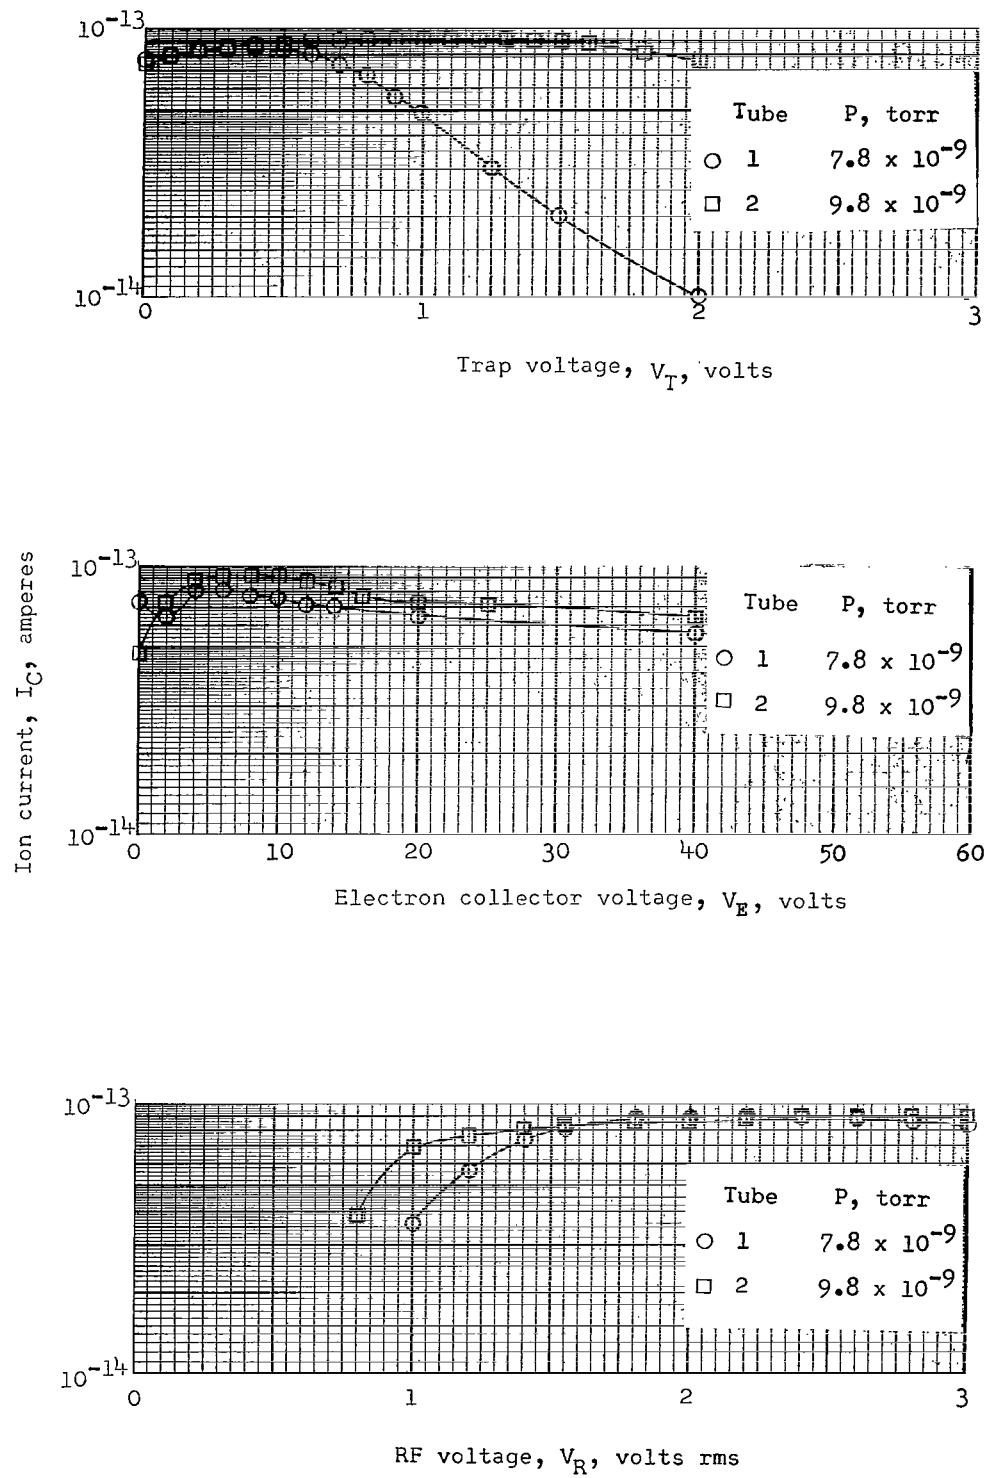 10-13
Tube P, torr
1 7.8 x 10-9
2 9.8 x 10-9
10-14
0 1 2 3
Trap voltage, VT, volts
Ion current, IC, amperes
10-13
Tube P, torr
1 7.8 x 10-9
2 9.8 x 10-9
10-14
0 10 20 30 40 50 60
Electron collector voltage, VE, volts
10-13
Tube P, torr
1 7.8 x 10-9
2 9.8 x 10-9
10-14
0 1 2 3
RF voltage, VR, volts rms